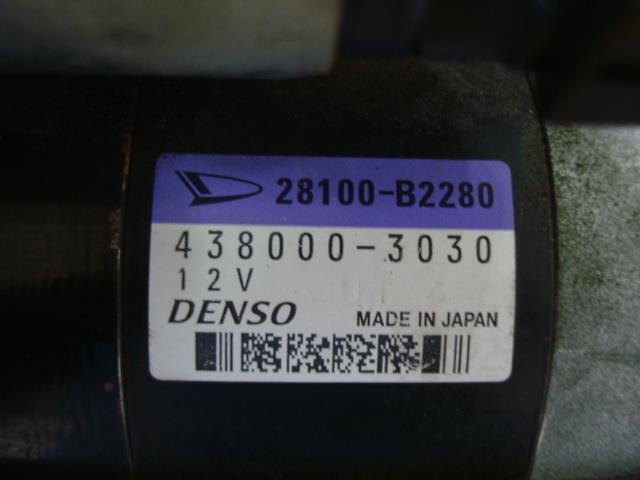 28100-B2280
438000-3030
12V
DENSO MADE IN JAPAN